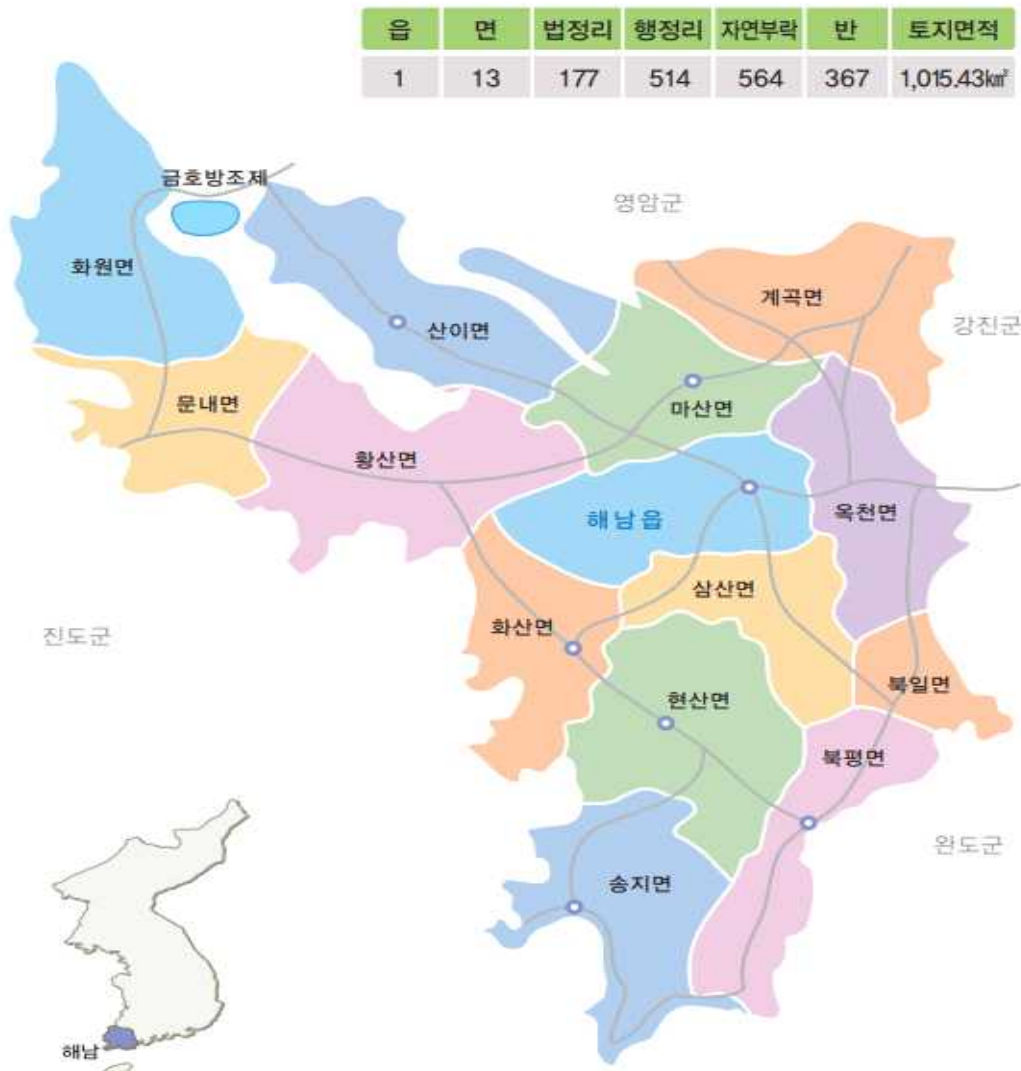 읍 면 법정리 행정리 자연부락 반 토지면적
1 13 177 514 564 367 1,015.43㎢
금호방조제
영암군
화원면
계곡면
산이면
강진군
문내면
마산면
황산면
해남읍
옥천면
삼산면
화산면
진도군
북일면
현산면
북평면
완도군
송지면
해남